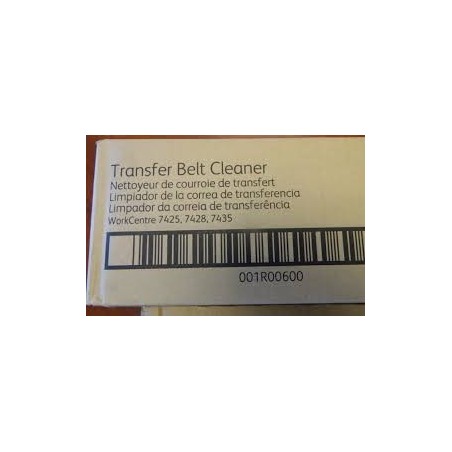 Transfer Belt Cleaner
Nettoyeur de courroie de transfert
Limpiador de la correa de transferencia
Limpador da correia de transferência
WorkCentre 7425, 7428, 7435
001R00600